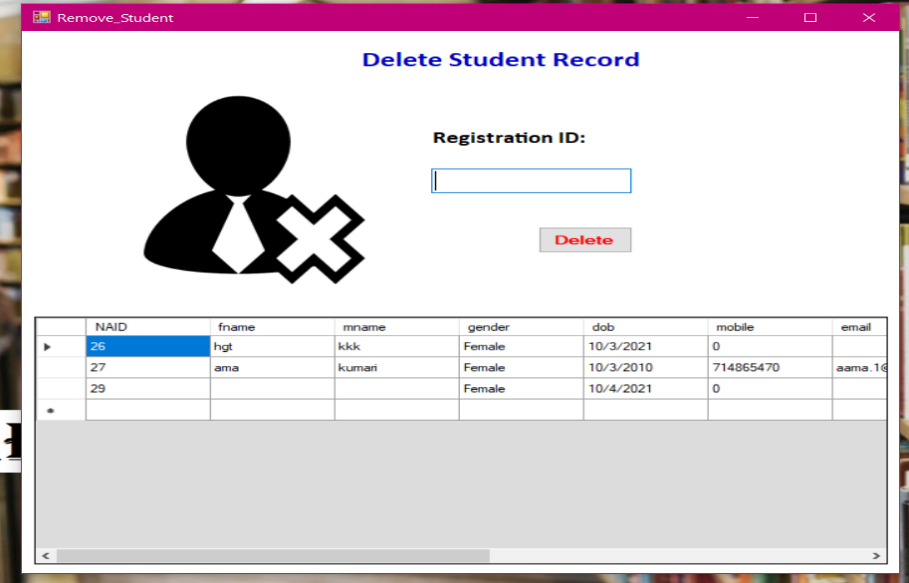 Remove_Student
Delete Student Record
Registration ID:
Delete
NAID fname mname gender dob mobile email
26 hgt kkk Female 10/3/2021 0
27 ama kumari Female 10/3/2010 714865470 aama.1@
29 Female 10/4/2021 0